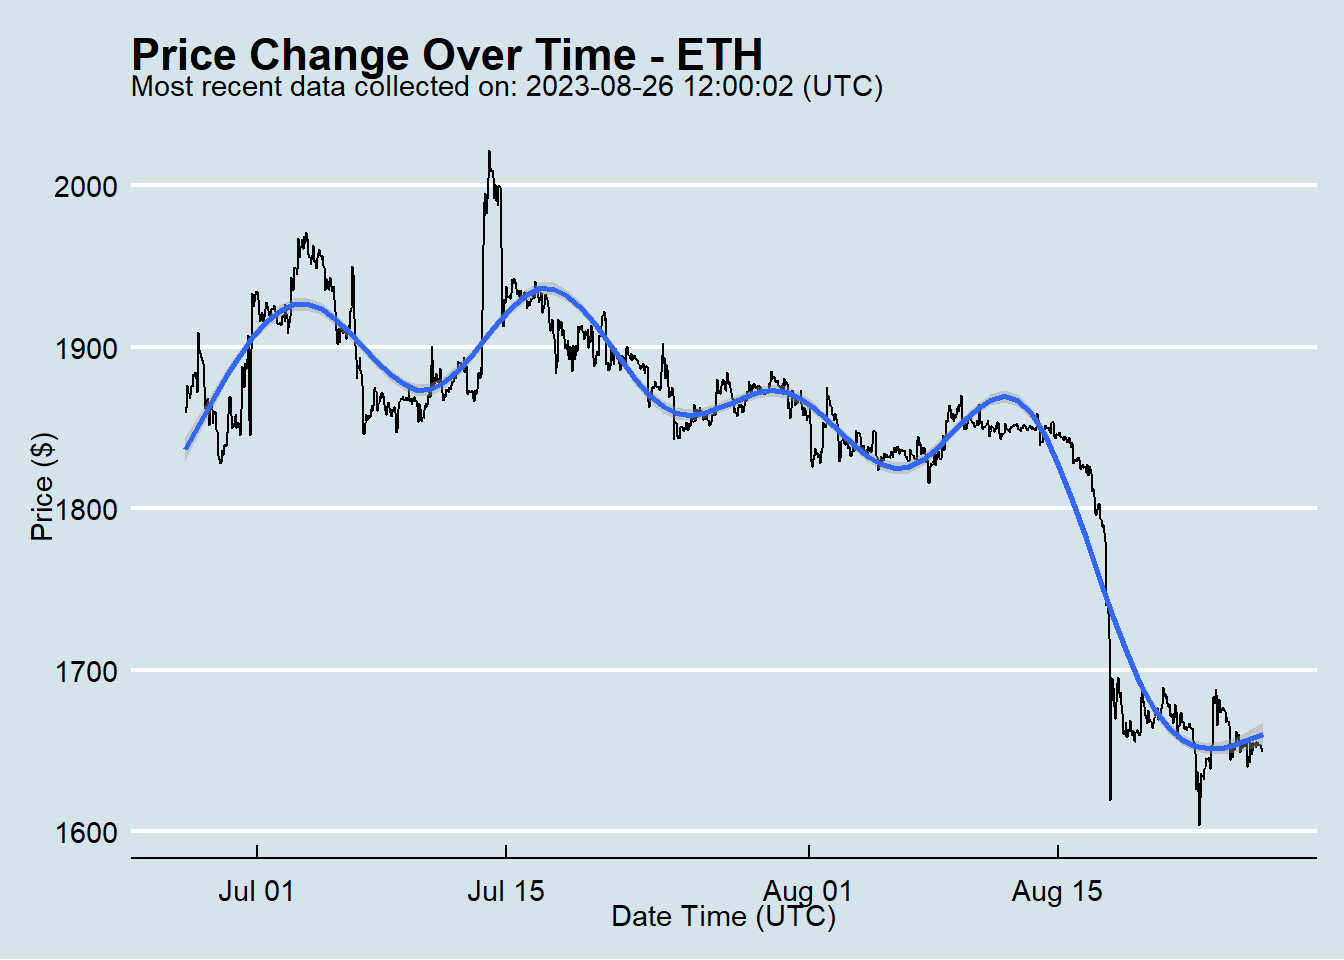 Price Change Over Time - ETH
Most recent data collected on: 2023-08-26 12:00:02 (UTC)
Price ($)
2000
1900
1800
1700
1600
Jul 01
Jul 15
Aug 01
Aug 15
Date Time (UTC)